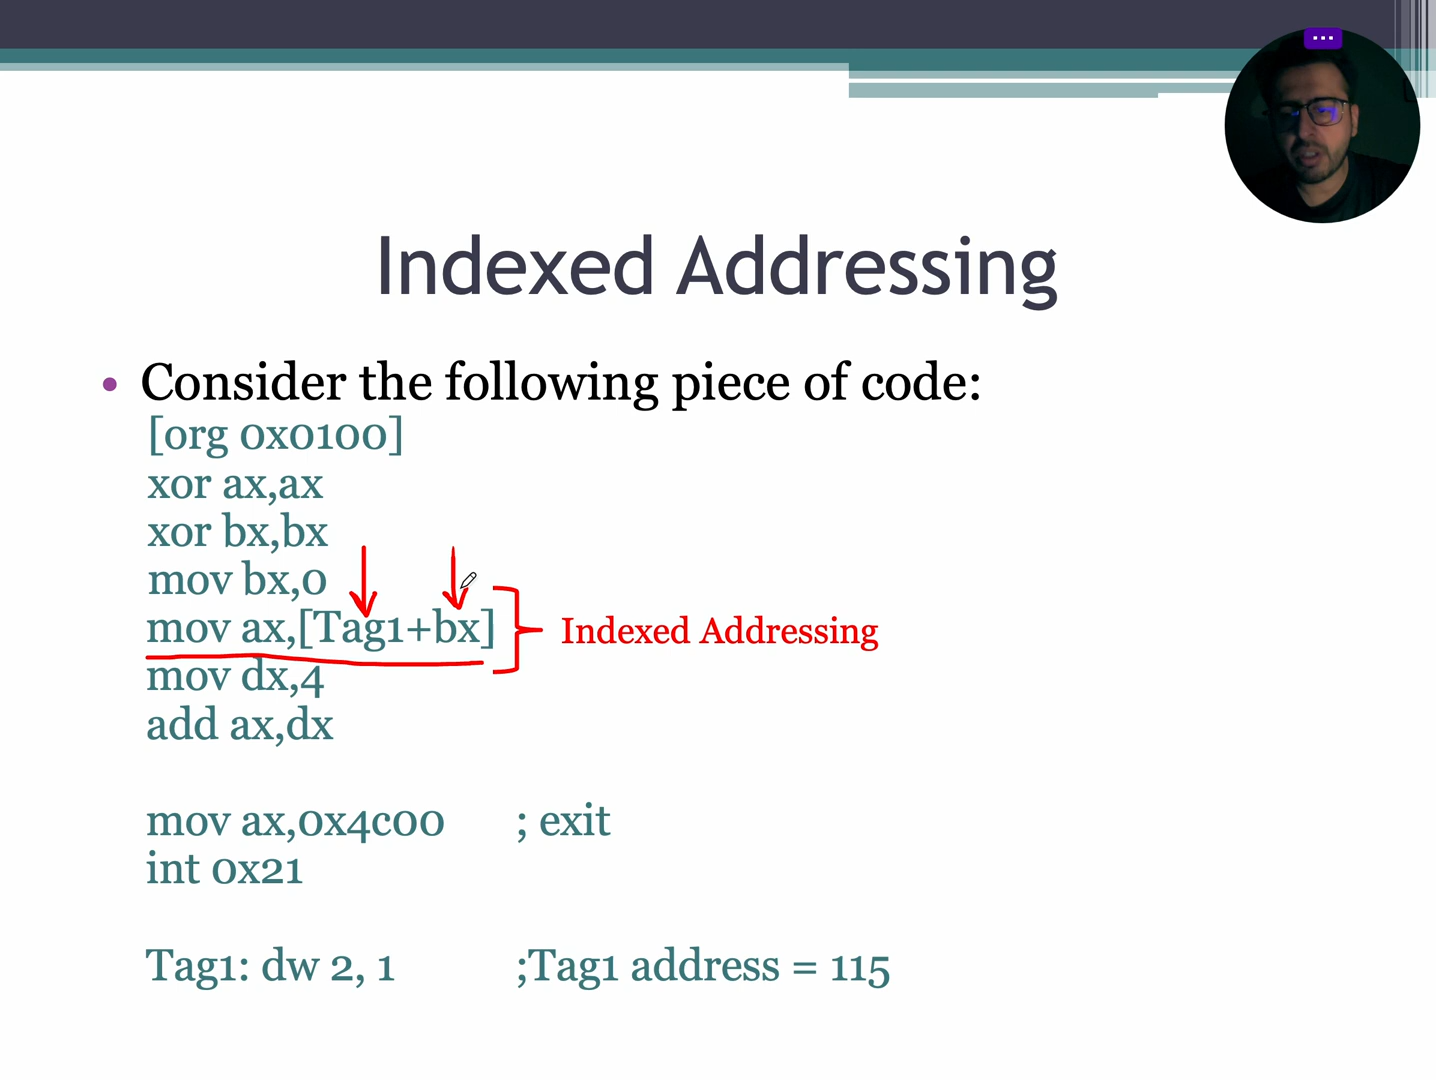 Indexed Addressing
• Consider the following piece of code:
[org 0x0100]
xor ax,ax
xor bx,bx
mov bx,0
mov ax,[Tag1+bx] Indexed Addressing
mov dx,4
add ax,dx
mov ax,0x4c00 ; exit
int 0x21
Tag1: dw 2, 1 ;Tag1 address = 115